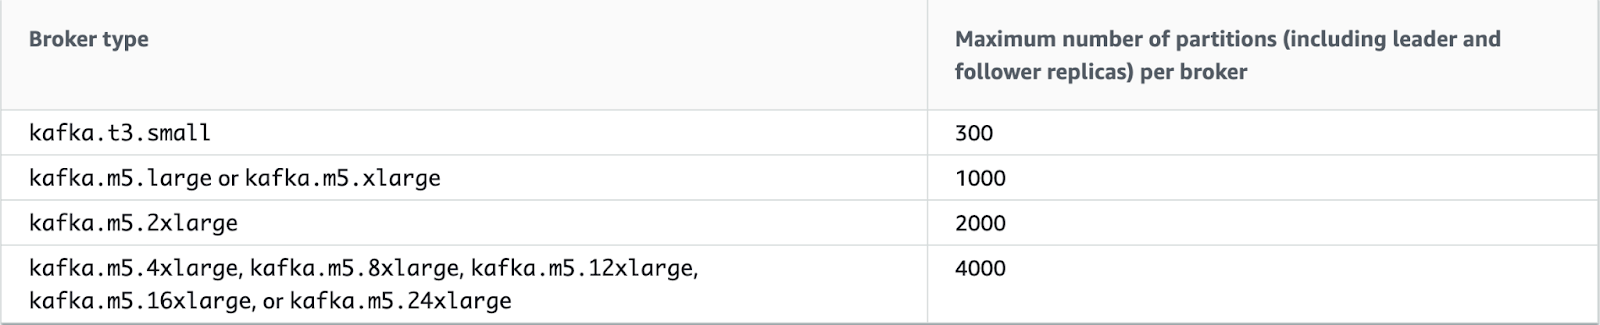 Broker type
Maximum number of partitions (including leader and
follower replicas) per broker
kafka.t3.small
300
kafka.m5.large or kafka.m5.xlarge
1000
kafka.m5.2xlarge
2000
kafka.m5.4xlarge, kafka.m5.8xlarge, kafka.m5.12xlarge,
kafka.m5.16xlarge, or kafka.m5.24xlarge
4000